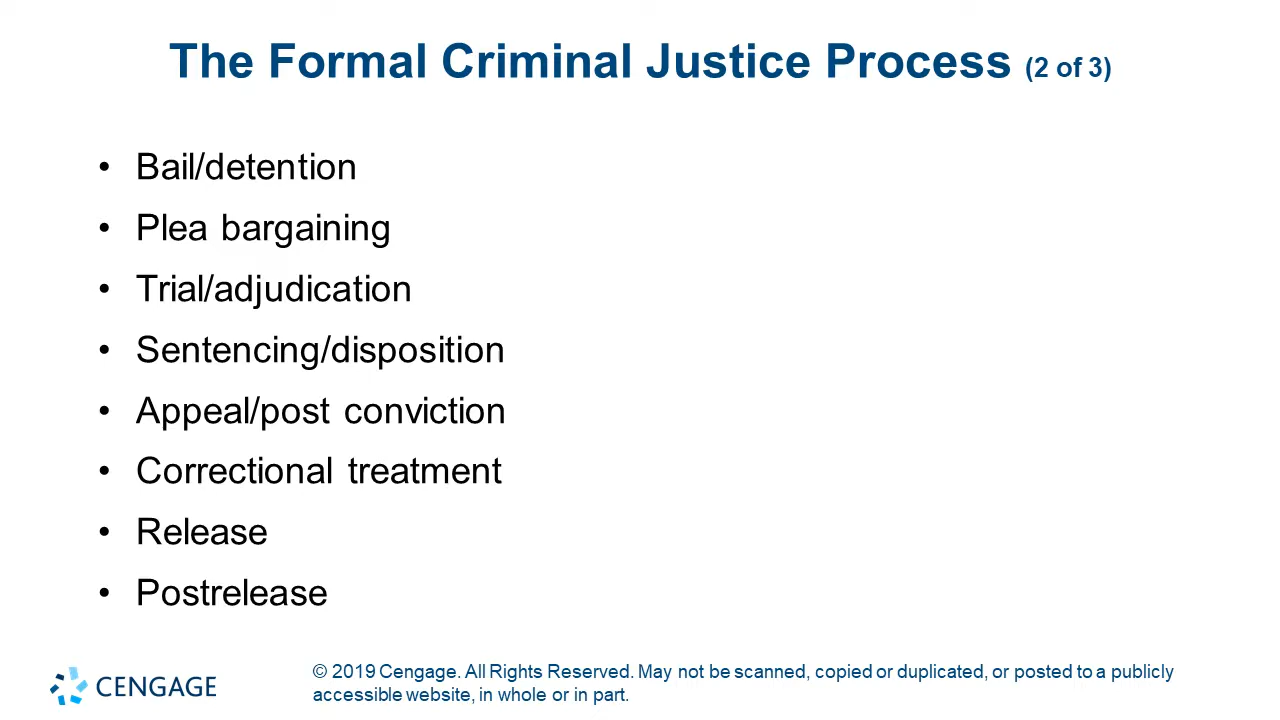 The Formal Criminal Justice Process (2 of 3)
• Bail/detention
• Plea bargaining
• Trial/adjudication
• Sentencing/disposition
• Appeal/post conviction
• Correctional treatment
• Release
• Postrelease
CENGAGE
© 2019 Cengage. All Rights Reserved. May not be scanned, copied or duplicated, or posted to a publicly
accessible website, in whole or in part.